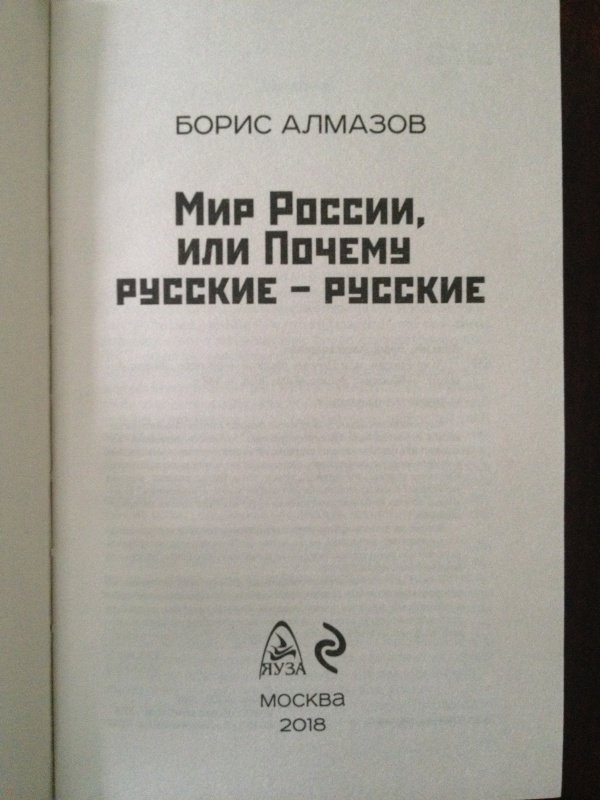 БОРИС АЛМАЗОВ
Мир России,
или Почему
русские – русские
ЯУЗА
МОСКВА
2018